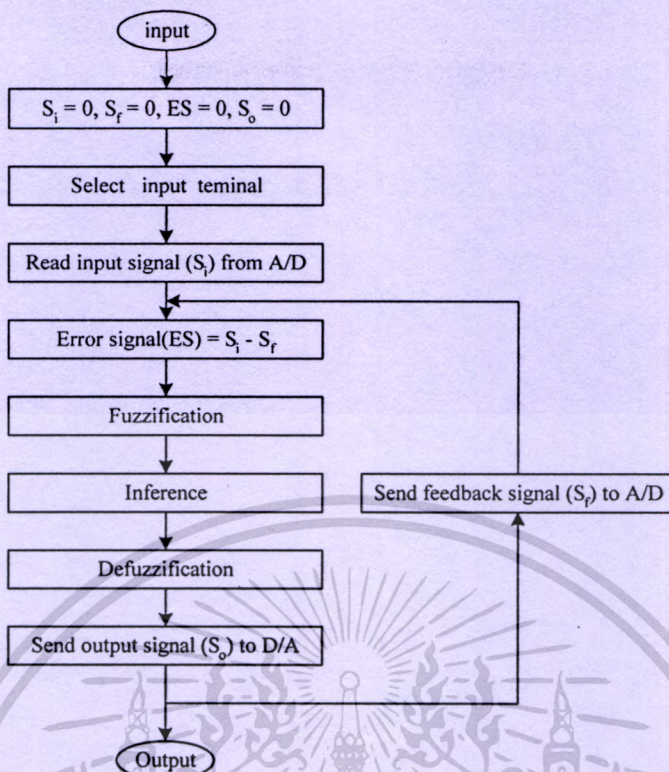 input
S_i = 0, S_f = 0, ES = 0, S_o = 0
Select input teminal
Read input signal (S_i) from A/D
Error signal(ES) = S_i - S_f
Fuzzification
Inference
Send feedback signal (S_f) to A/D
Defuzzification
Send output signal (S_o) to D/A
Output